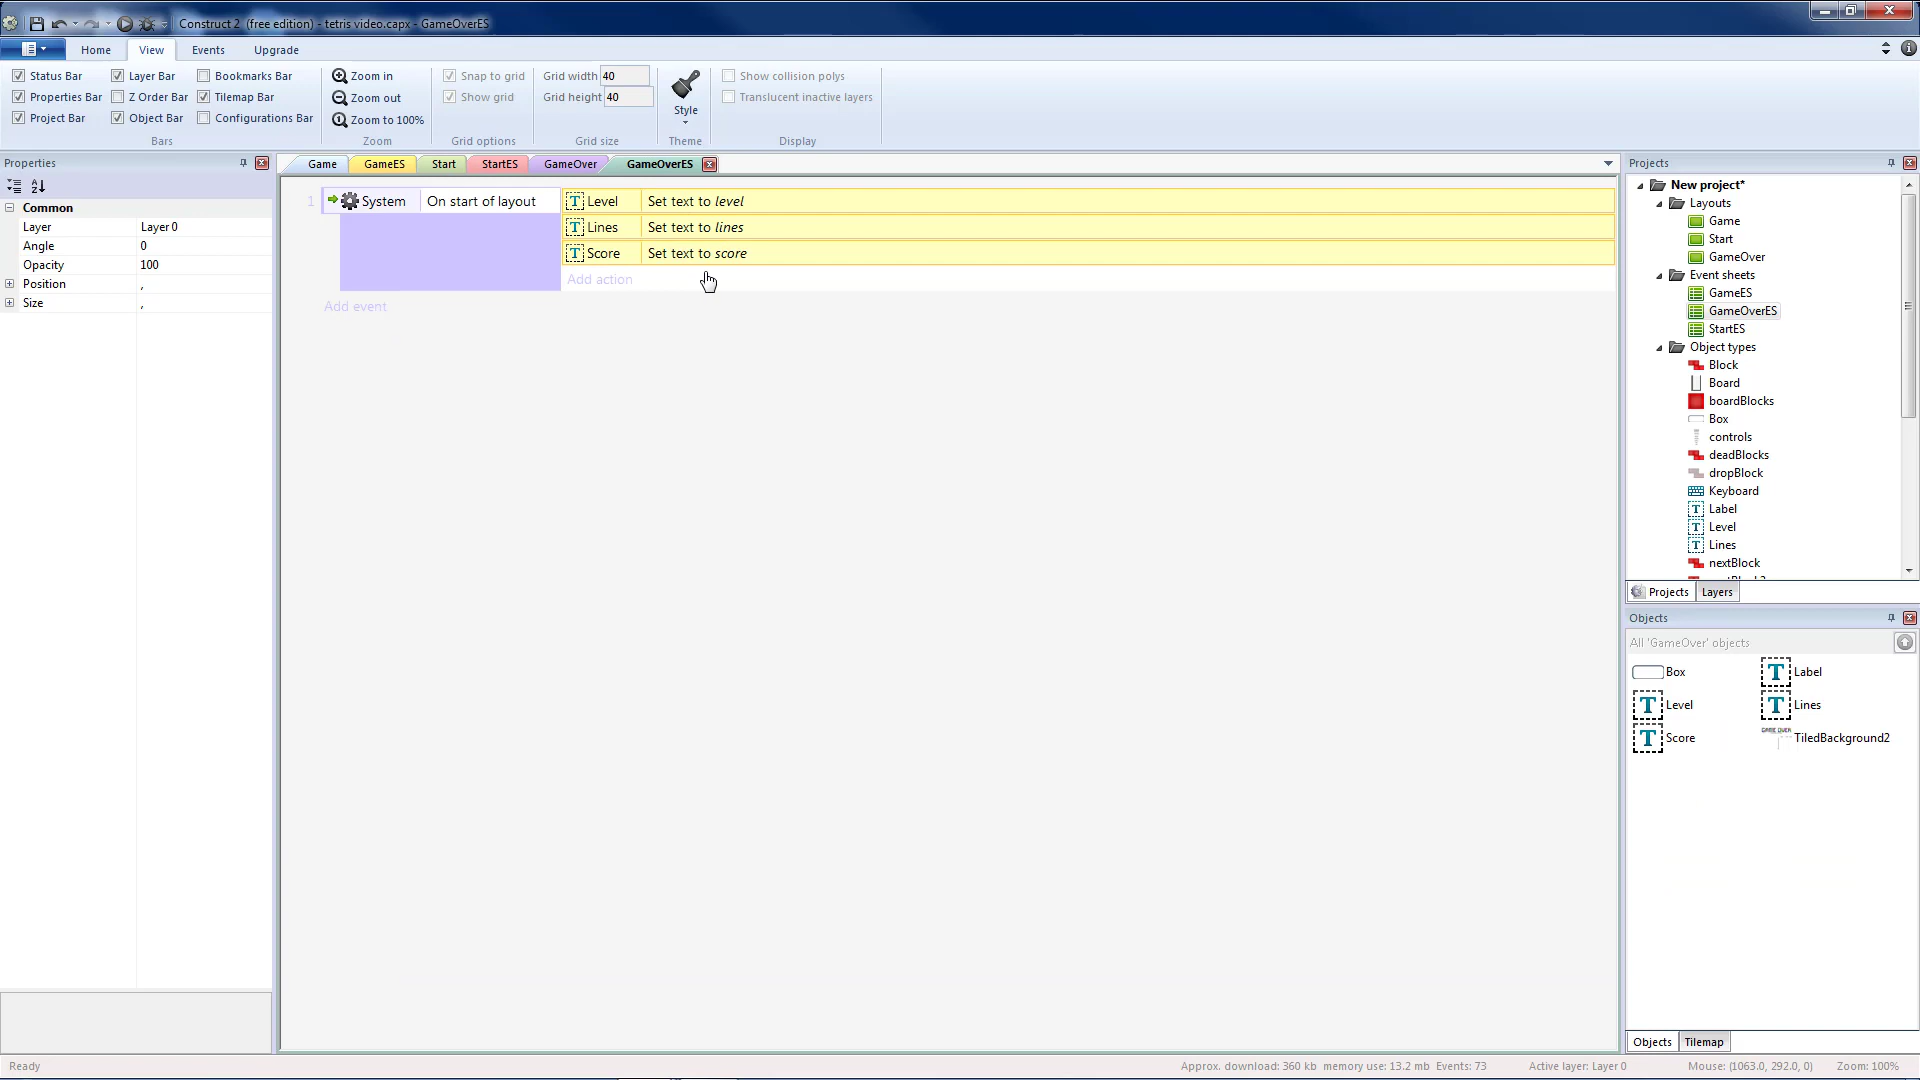 Construct 2 (free edition) - tetris video.capx - GameOverES
Home View Events Upgrade
Status Bar Layer Bar Bookmarks Bar
Properties Bar Z Order Bar Tilemap Bar
Project Bar Object Bar Configurations Bar
Bars
Zoom in
Zoom out
Zoom to 100%
Zoom
Snap to grid
Show grid
Grid options
Grid width 40
Grid height 40
Grid size
Style
Theme
Show collision polys
Translucent inactive layers
Display
Properties
Common
Layer Layer 0
Angle 0
Opacity 100
Position ,
Size ,
Game GameES Start StartES GameOver GameOverES
1 System On start of layout
Level Set text to level
Lines Set text to lines
Score Set text to score
Add action
Add event
Projects
New project*
Layouts
Game
Start
GameOver
Event sheets
GameES
GameOverES
StartES
Object types
Block
Board
boardBlocks
Box
controls
deadBlocks
dropBlock
Keyboard
Label
Level
Lines
nextBlock
Projects Layers
Objects
All 'GameOver' objects
Box Label
Level Lines
Score TiledBackground2
Objects Tilemap
Ready Approx. download: 360 kb memory use: 13.2 mb Events: 73 Active layer: Layer 0 Mouse: (1063.0, 292.0, 0) Zoom: 100%